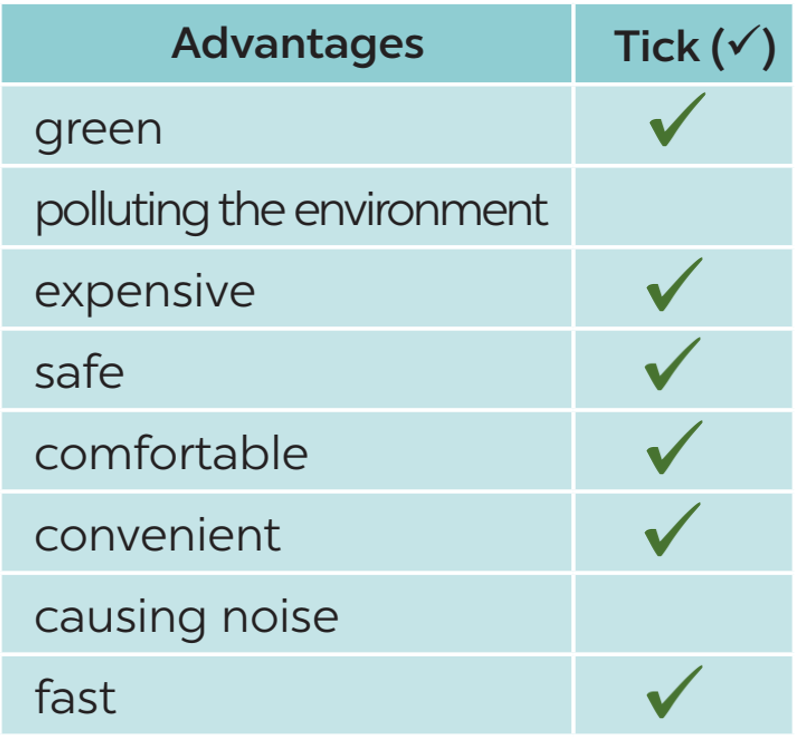 Advantages Tick (✓)
green ✓
polluting the environment
expensive ✓
safe ✓
comfortable ✓
convenient ✓
causing noise
fast ✓